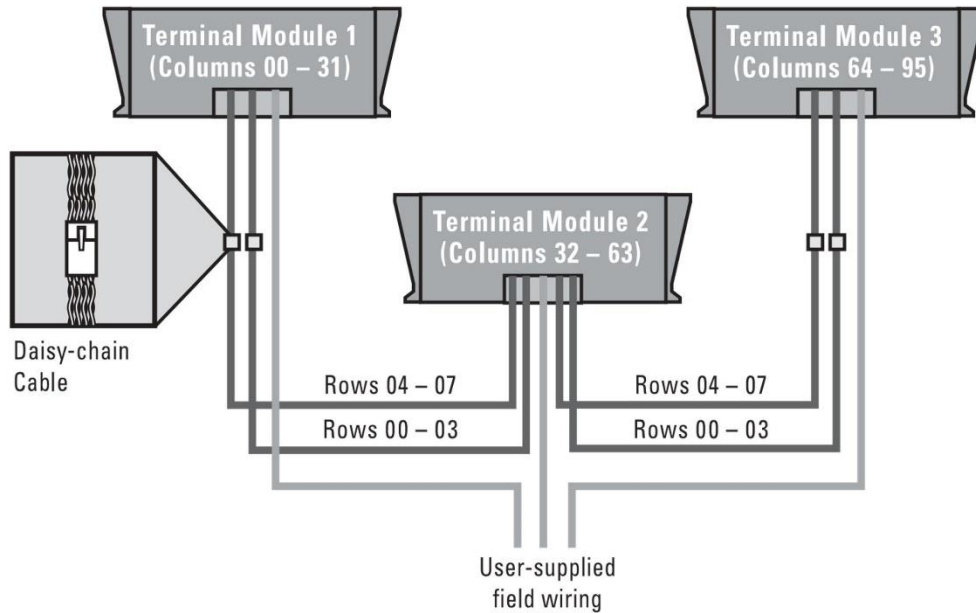 Terminal Module 1
(Columns 00 – 31)
Terminal Module 3
(Columns 64 – 95)
Terminal Module 2
(Columns 32 – 63)
Daisy-chain
Cable
Rows 04 – 07
Rows 04 – 07
Rows 00 – 03
Rows 00 – 03
User-supplied
field wiring